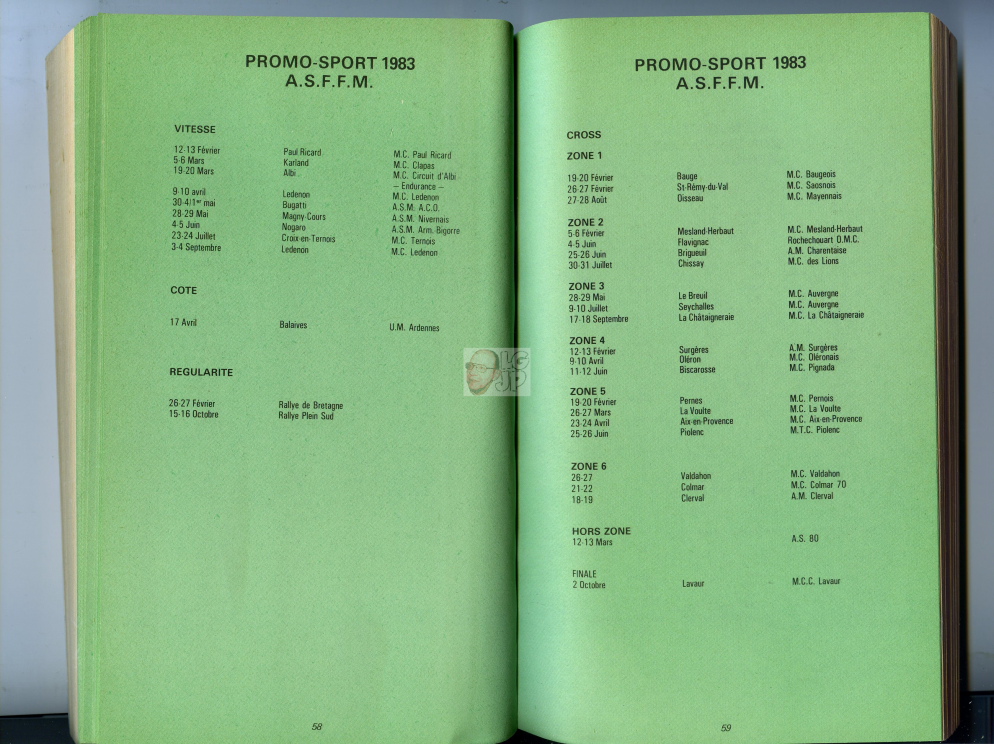 PROMO-SPORT 1983
A.S.F.F.M.
VITESSE
12-13 Février Paul Ricard M.C. Paul Ricard
5-6 Mars Karland M.C. Clapas
19-20 Mars Albi M.C. Circuit d'Albi
— Endurance —
9-10 avril Ledenon M.C. Ledenon
30-4/1er mai Bugatti A.S.M. A.C.O.
28-29 Mai Magny-Cours A.S.M. Nivernais
4-5 Juin Nogaro A.S.M. Arm. Bigorre
23-24 Juillet Croix-en-Ternois M.C. Ternois
3-4 Septembre Ledenon M.C. Ledenon
COTE
17 Avril Balaives U.M. Ardennes
REGULARITE
26-27 Février Rallye de Bretagne
15-16 Octobre Rallye Plein Sud
58
PROMO-SPORT 1983
A.S.F.F.M.
CROSS
ZONE 1
19-20 Février Bauge M.C. Baugeois
26-27 Février St-Rémy-du-Val M.C. Saosnois
27-28 Août Oisseau M.C. Mayennais
ZONE 2
5-6 Février Mesland-Herbaut M.C. Mesland-Herbaut
4-5 Juin Flavignac Rochechouart O.M.C.
25-26 Juin Brigueuil A.M. Charentaise
30-31 Juillet Chissay M.C. des Lions
ZONE 3
28-29 Mai Le Breuil M.C. Auvergne
9-10 Juillet Seychalles M.C. Auvergne
17-18 Septembre La Châtaigneraie M.C. La Châtaigneraie
ZONE 4
12-13 Février Surgères A.M. Surgères
9-10 Avril Oléron M.C. Oléronais
11-12 Juin Biscarosse M.C. Pignada
ZONE 5
19-20 Février Pernes M.C. Pernois
26-27 Mars La Voulte M.C. La Voulte
23-24 Avril Aix-en-Provence M.C. Aix-en-Provence
25-26 Juin Piolenc M.T.C. Piolenc
ZONE 6
26-27 Valdahon M.C. Valdahon
21-22 Colmar M.C. Colmar 70
18-19 Clerval A.M. Clerval
HORS ZONE
12-13 Mars A.S. 80
FINALE
2 Octobre Lavaur M.C.C. Lavaur
59
LG
JP